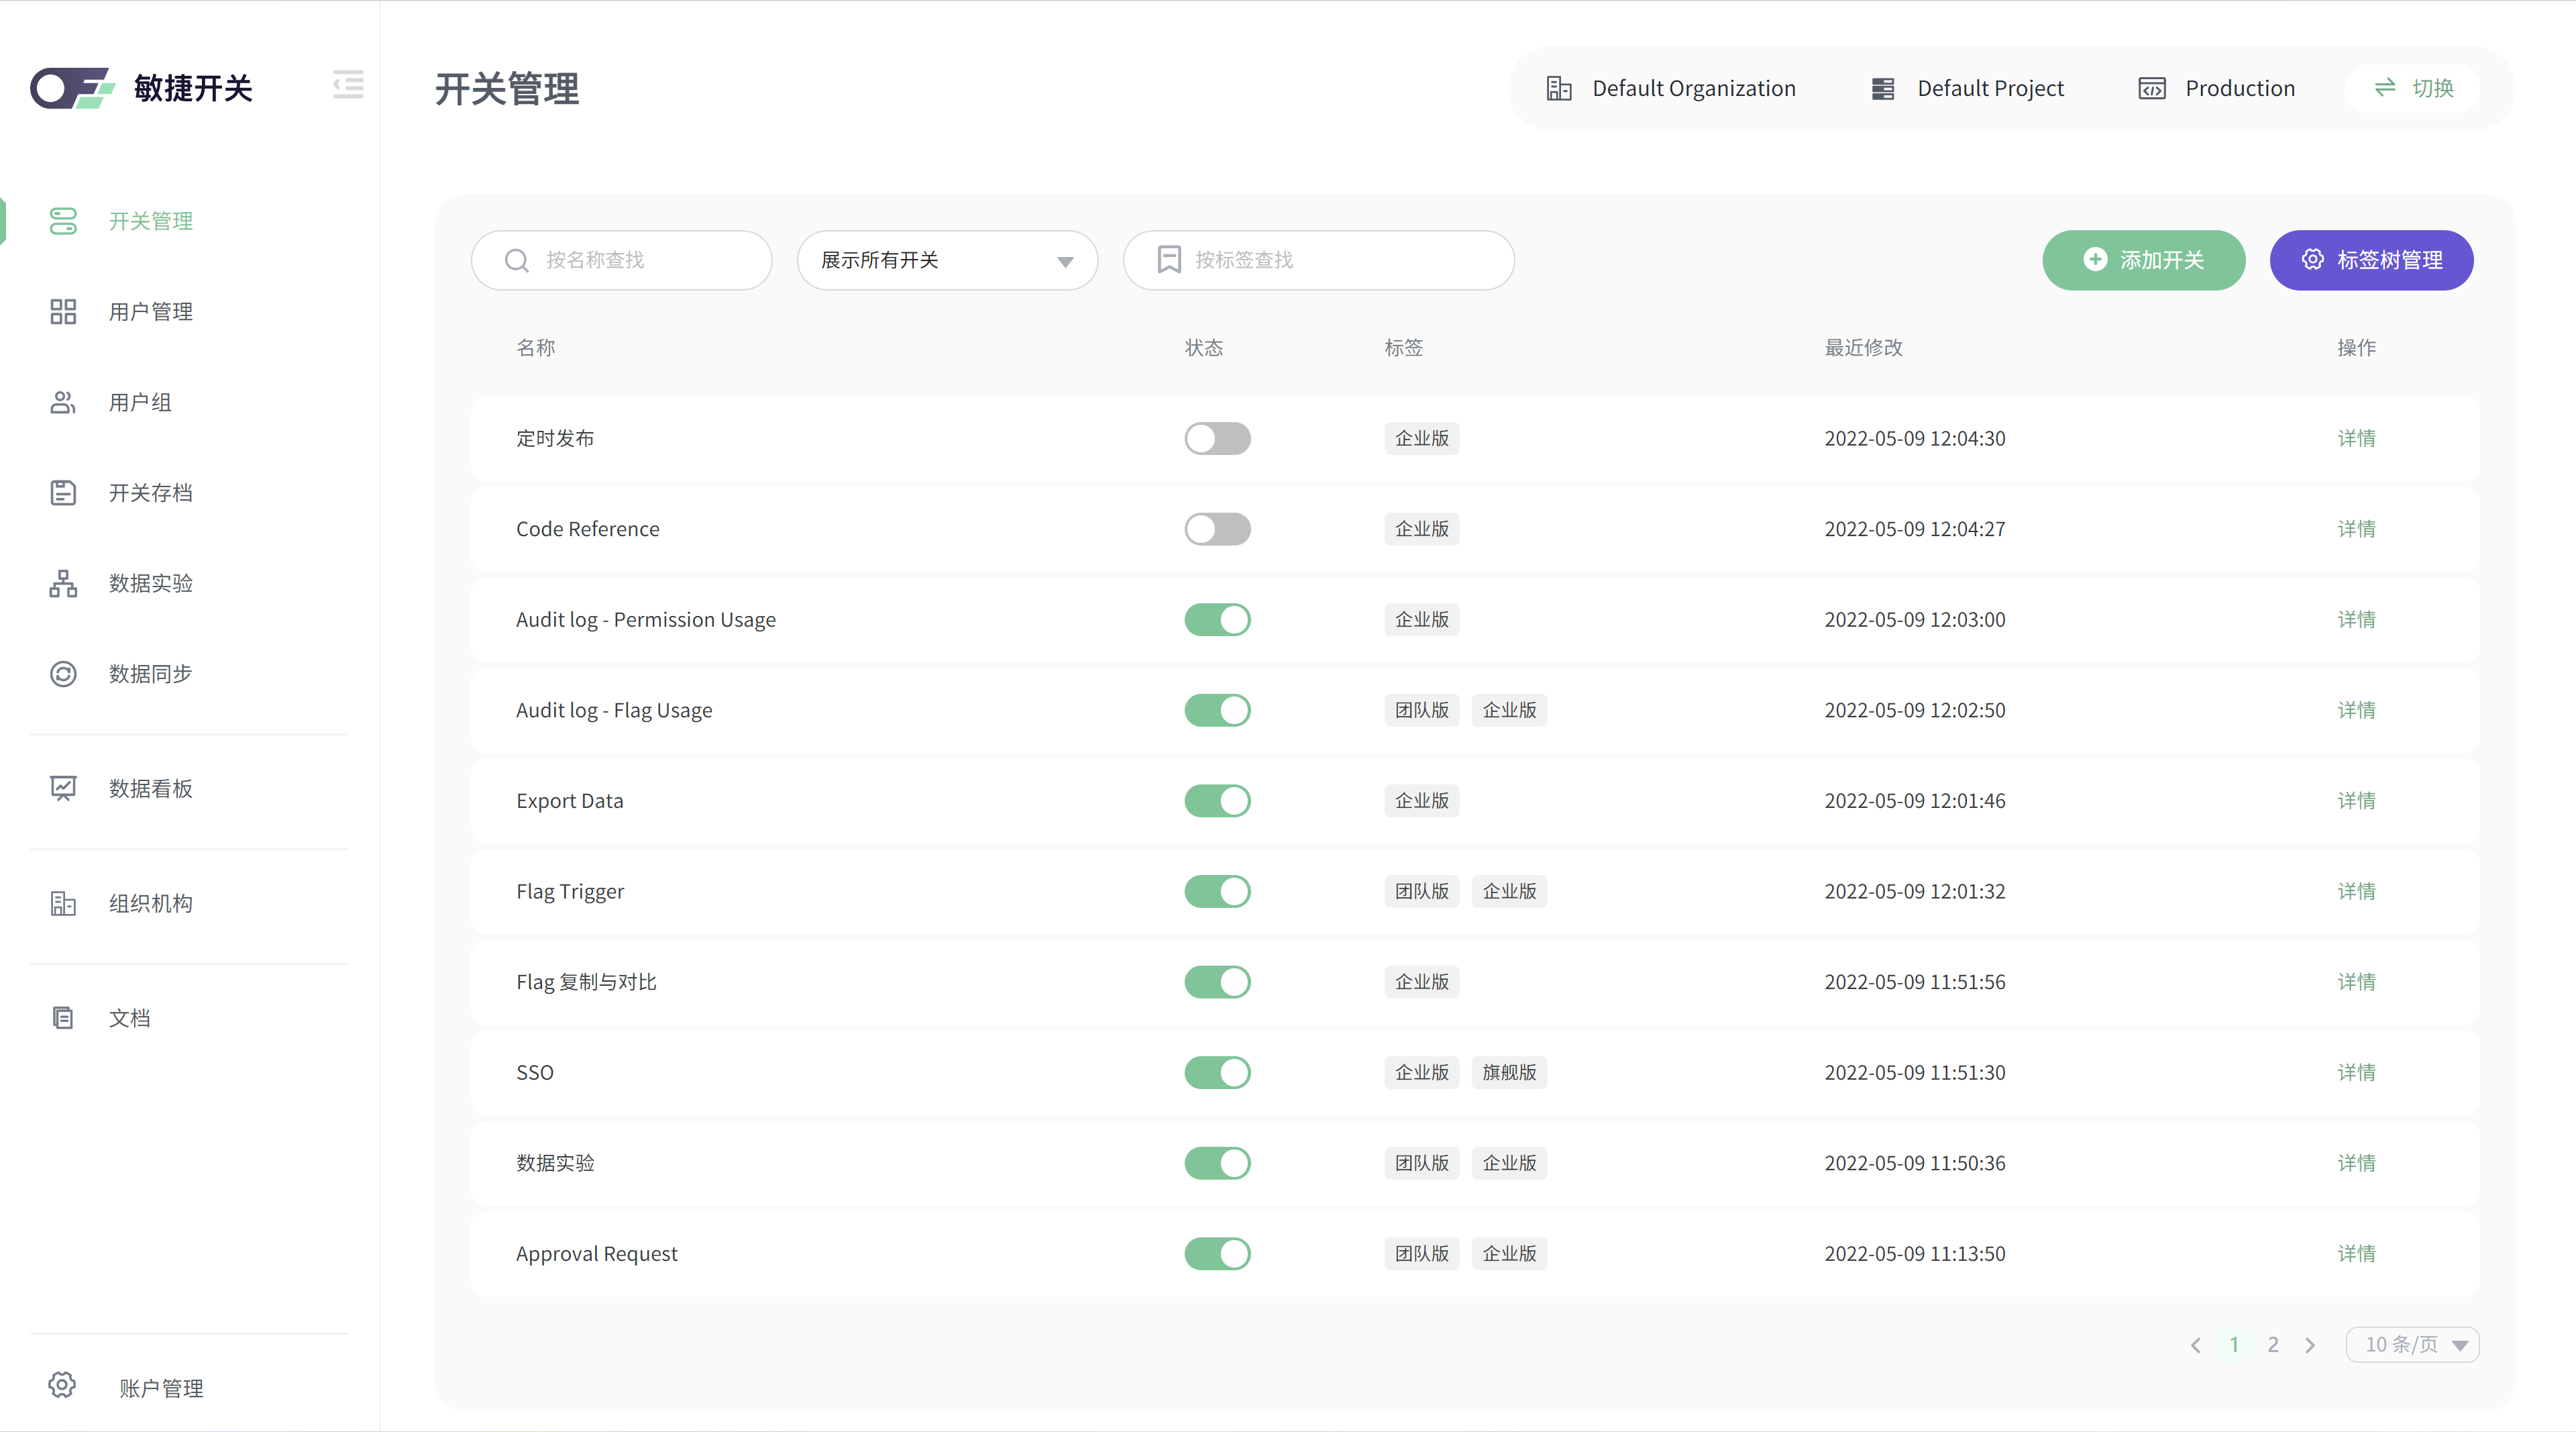 敏捷开关
开关管理
Default Organization Default Project Production 切换
开关管理
用户管理
用户组
开关存档
数据实验
数据同步
数据看板
组织机构
文档
账户管理
按名称查找 展示所有开关 按标签查找 添加开关 标签树管理
名称 状态 标签 最近修改 操作
定时发布 企业版 2022-05-09 12:04:30 详情
Code Reference 企业版 2022-05-09 12:04:27 详情
Audit log - Permission Usage 企业版 2022-05-09 12:03:00 详情
Audit log - Flag Usage 团队版 企业版 2022-05-09 12:02:50 详情
Export Data 企业版 2022-05-09 12:01:46 详情
Flag Trigger 团队版 企业版 2022-05-09 12:01:32 详情
Flag 复制与对比 企业版 2022-05-09 11:51:56 详情
SSO 企业版 旗舰版 2022-05-09 11:51:30 详情
数据实验 团队版 企业版 2022-05-09 11:50:36 详情
Approval Request 团队版 企业版 2022-05-09 11:13:50 详情
1 2 10 条/页